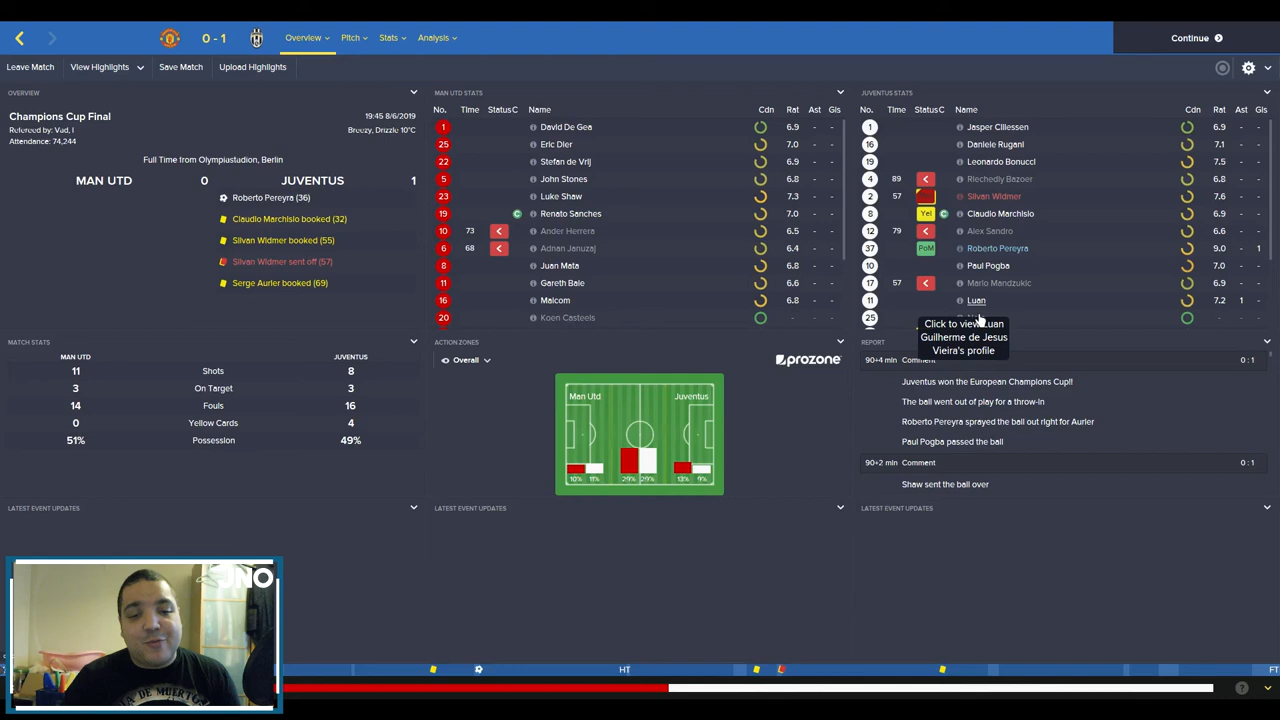 0 - 1
Overview
Pitch
Stats
Analysis
Continue
Leave Match
View Highlights
Save Match
Upload Highlights
OVERVIEW
Champions Cup Final
19:45 8/6/2019
Refereed by: Vad, I
Breezy, Drizzle 10°C
Attendance: 74,244
Full Time from Olympiastadion, Berlin
MAN UTD 0 JUVENTUS 1
Roberto Pereyra (36)
Claudio Marchisio booked (32)
Silvan Widmer booked (55)
Silvan Widmer sent off (57)
Serge Aurier booked (69)
MAN UTD STATS
No. Time Status C Name Cdn Rat Ast Gls
1 David De Gea 6.9 - -
25 Eric Dier 7.0 - -
22 Stefan de Vrij 6.9 - -
5 John Stones 6.8 - -
23 Luke Shaw 7.3 - -
19 C Renato Sanches 7.0 - -
10 73 Ander Herrera 6.5 - -
6 68 Adnan Januzaj 6.4 - -
8 Juan Mata 6.8 - -
11 Gareth Bale 6.6 - -
16 Malcom 6.8 - -
20 Koen Casteels - - -
JUVENTUS STATS
No. Time Status C Name Cdn Rat Ast Gls
1 Jasper Cillessen 6.9 - -
16 Daniele Rugani 7.1 - -
19 Leonardo Bonucci 7.5 - -
4 89 Riechedly Bazoer 6.8 - -
2 57 Silvan Widmer 7.6 - -
8 Yel C Claudio Marchisio 6.9 - -
12 79 Alex Sandro 6.6 - -
37 PoM Roberto Pereyra 9.0 - 1
10 Paul Pogba 7.0 - -
17 57 Mario Mandzukic 6.9 - -
11 Luan 7.2 1 -
25 - - -
Click to view Luan
Guilherme de Jesus
Vieira's profile
MATCH STATS
MAN UTD JUVENTUS
11 Shots 8
3 On Target 3
14 Fouls 16
0 Yellow Cards 4
51% Possession 49%
ACTION ZONES
Overall
prozone
Man Utd Juventus
10% 11% 29% 29% 13% 9%
REPORT
90+4 min Comment 0 : 1
Juventus won the European Champions Cup!!
The ball went out of play for a throw-in
Roberto Pereyra sprayed the ball out right for Aurier
Paul Pogba passed the ball
90+2 min Comment 0 : 1
Shaw sent the ball over
LATEST EVENT UPDATES
LATEST EVENT UPDATES
LATEST EVENT UPDATES
JNO
HT
FT